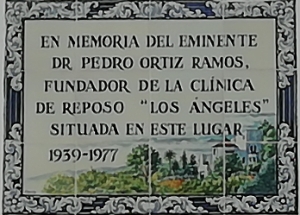 EN MEMORIA DEL EMINENTE
DR PEDRO ORTIZ RAMOS,
FUNDADOR DE LA CLÍNICA
DE REPOSO "LOS ÁNGELES"
SITUADA EN ESTE LUGAR
1939-1977